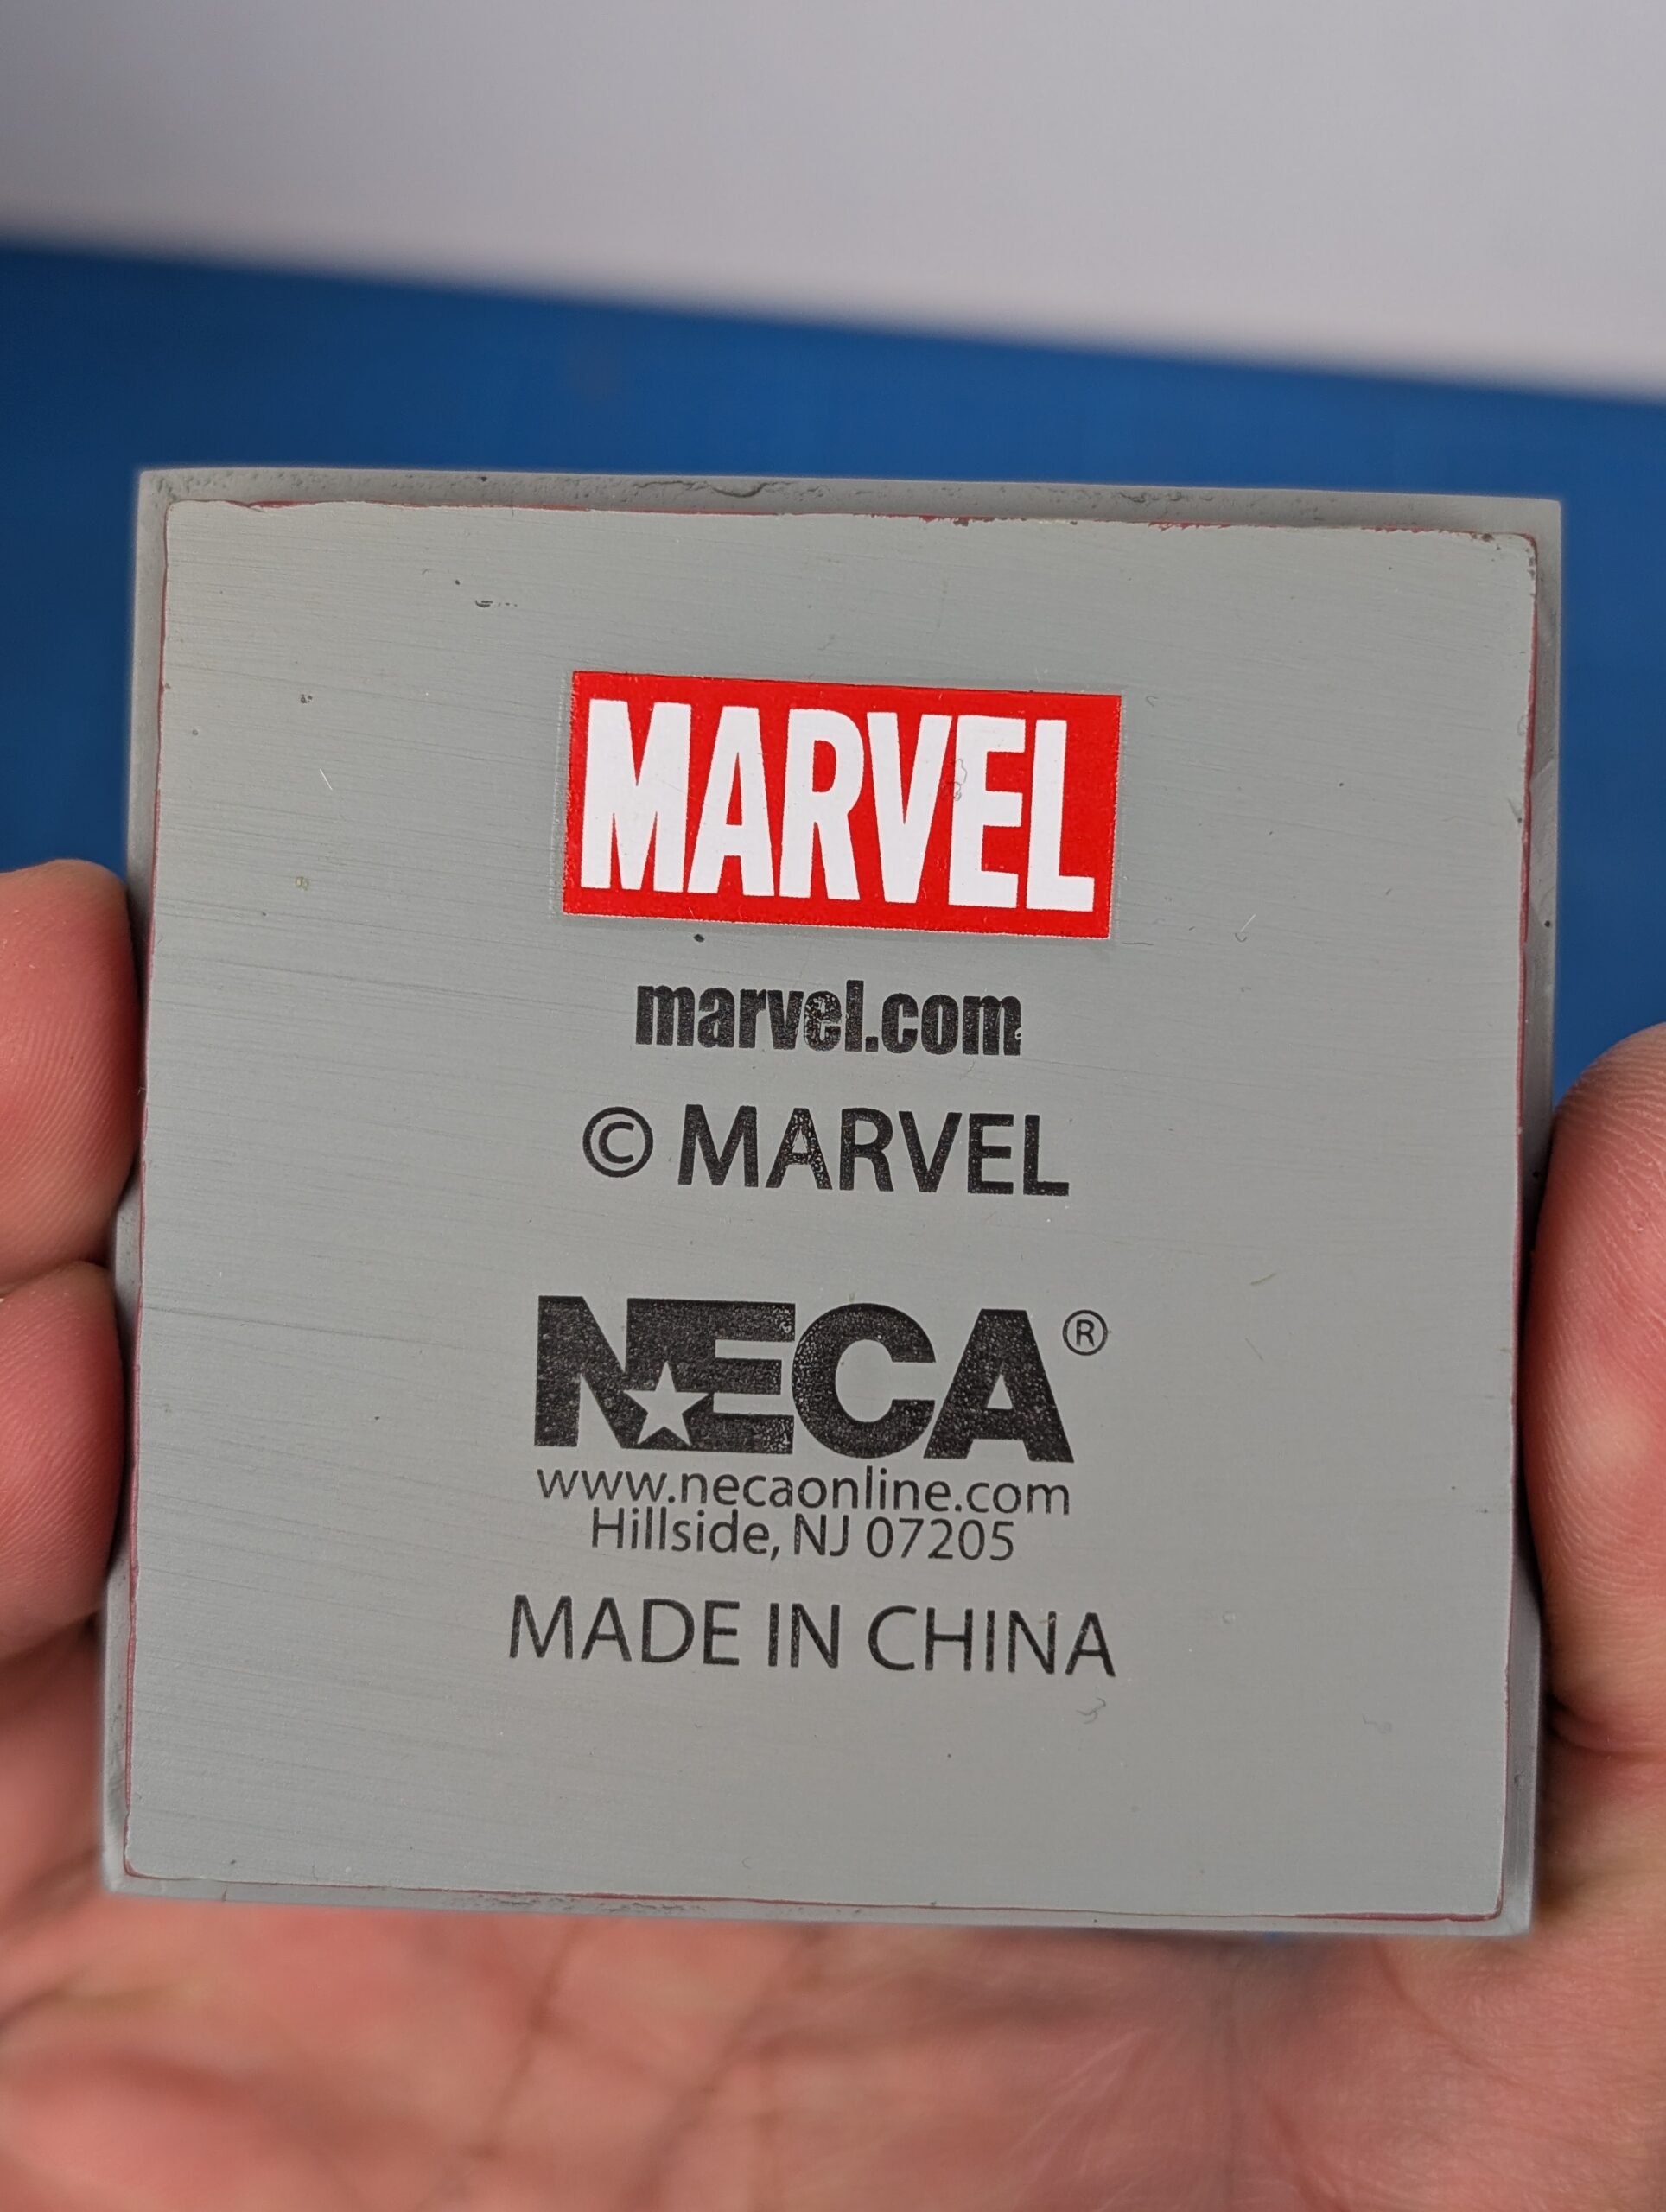 MARVEL
marvel.com
© MARVEL
NECA®
www.necaonline.com
Hillside, NJ 07205
MADE IN CHINA